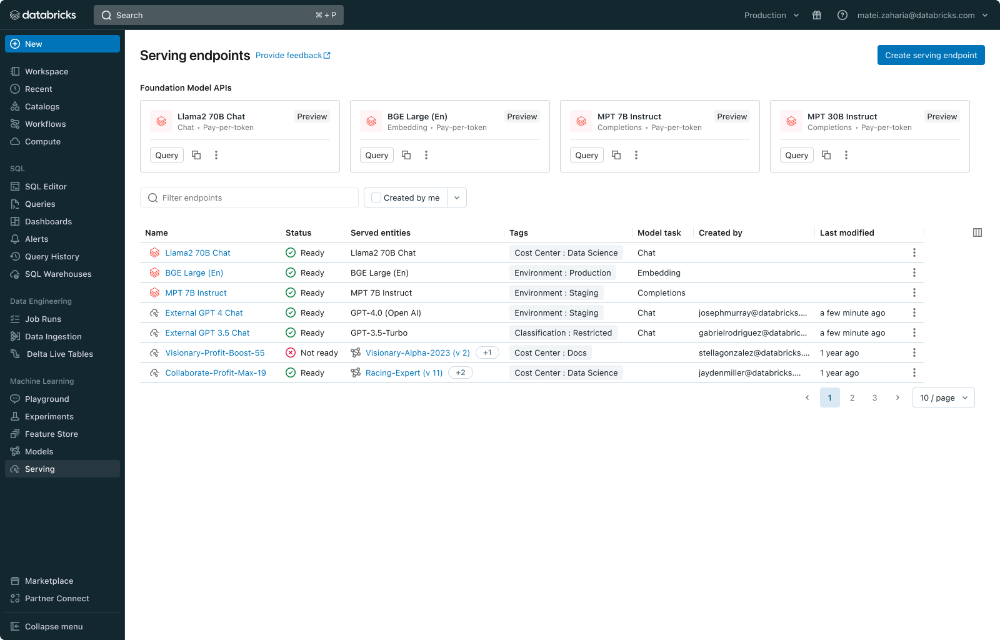 databricks
Search
⌘ + P
Production
matei.zaharia@databricks.com
New
Workspace
Recent
Catalogs
Workflows
Compute
SQL
SQL Editor
Queries
Dashboards
Alerts
Query History
SQL Warehouses
Data Engineering
Job Runs
Data Ingestion
Delta Live Tables
Machine Learning
Playground
Experiments
Feature Store
Models
Serving
Marketplace
Partner Connect
Collapse menu
Serving endpoints Provide feedback
Create serving endpoint
Foundation Model APIs
Llama2 70B Chat Preview
Chat • Pay-per-token
Query
BGE Large (En) Preview
Embedding • Pay-per-token
Query
MPT 7B Instruct Preview
Completions • Pay-per-token
Query
MPT 30B Instruct Preview
Completions • Pay-per-token
Query
Filter endpoints
Created by me
Name Status Served entities Tags Model task Created by Last modified
Llama2 70B Chat Ready Llama2 70B Chat Cost Center : Data Science Chat
BGE Large (En) Ready BGE Large (En) Environment : Production Embedding
MPT 7B Instruct Ready MPT 7B Instruct Environment : Staging Completions
External GPT 4 Chat Ready GPT-4.0 (Open AI) Environment : Staging Chat josephmurray@databricks.... a few minute ago
External GPT 3.5 Chat Ready GPT-3.5-Turbo Classification : Restricted Chat gabrielrodriguez@databric... a few minute ago
Visionary-Profit-Boost-55 Not ready Visionary-Alpha-2023 (v 2) +1 Cost Center : Docs stellagonzalez@databricks.... 1 year ago
Collaborate-Profit-Max-19 Ready Racing-Expert (v 11) +2 Cost Center : Data Science jaydenmiller@databricks.... 1 year ago
1 2 3 10 / page